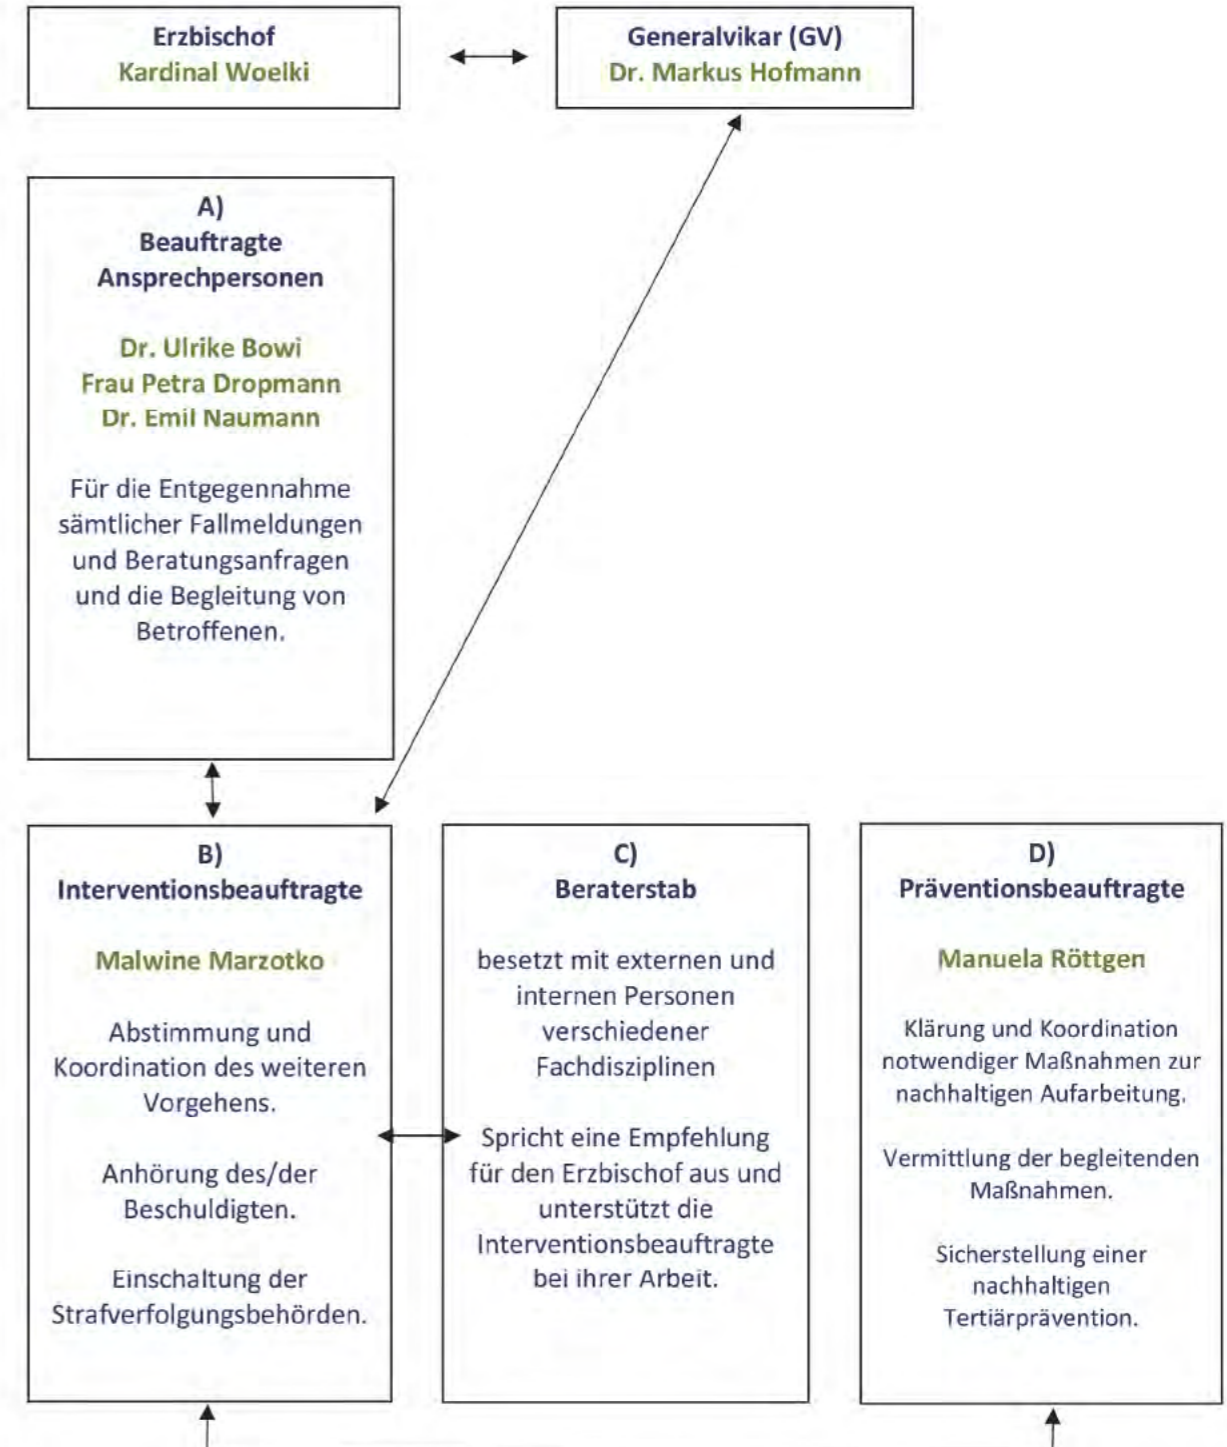 Erzbischof
Kardinal Woelki
Generalvikar (GV)
Dr. Markus Hofmann
A)
Beauftragte
Ansprechpersonen
Dr. Ulrike Bowi
Frau Petra Dropmann
Dr. Emil Naumann
Für die Entgegennahme
sämtlicher Fallmeldungen
und Beratungsanfragen
und die Begleitung von
Betroffenen.
B)
Interventionsbeauftragte
Malwine Marzotko
Abstimmung und
Koordination des weiteren
Vorgehens.
Anhörung des/der
Beschuldigten.
Einschaltung der
Strafverfolgungsbehörden.
C)
Beraterstab
besetzt mit externen und
internen Personen
verschiedener
Fachdisziplinen
Spricht eine Empfehlung
für den Erzbischof aus und
unterstützt die
Interventionsbeauftragte
bei ihrer Arbeit.
D)
Präventionsbeauftragte
Manuela Röttgen
Klärung und Koordination
notwendiger Maßnahmen zur
nachhaltigen Aufarbeitung.
Vermittlung der begleitenden
Maßnahmen.
Sicherstellung einer
nachhaltigen
Tertiärprävention.